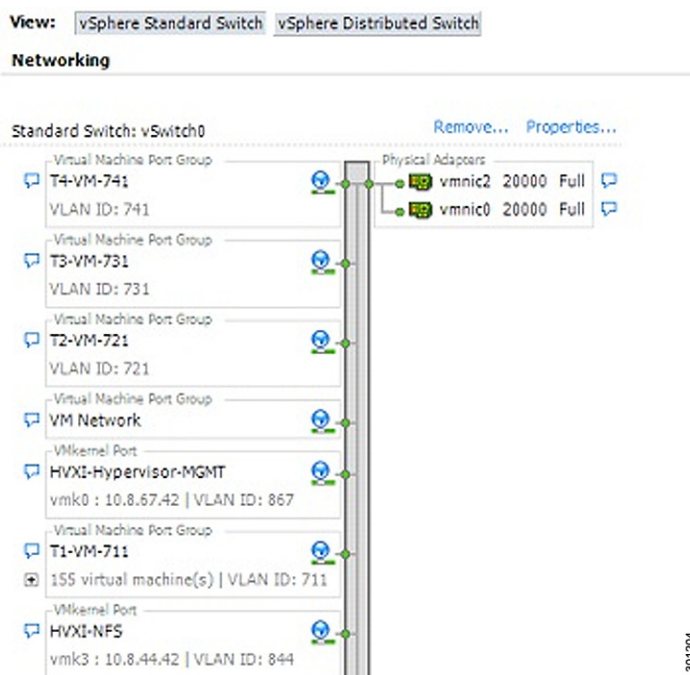 View: vSphere Standard Switch vSphere Distributed Switch
Networking
Standard Switch: vSwitch0 Remove... Properties...
Virtual Machine Port Group
T4-VM-741
VLAN ID: 741
Physical Adapters
vmnic2 20000 Full
vmnic0 20000 Full
Virtual Machine Port Group
T3-VM-731
VLAN ID: 731
Virtual Machine Port Group
T2-VM-721
VLAN ID: 721
Virtual Machine Port Group
VM Network
VMkernel Port
HVXI-Hypervisor-MGMT
vmk0 : 10.8.67.42 | VLAN ID: 867
Virtual Machine Port Group
T1-VM-711
155 virtual machine(s) | VLAN ID: 711
VMkernel Port
HVXI-NFS
vmk3 : 10.8.44.42 | VLAN ID: 844